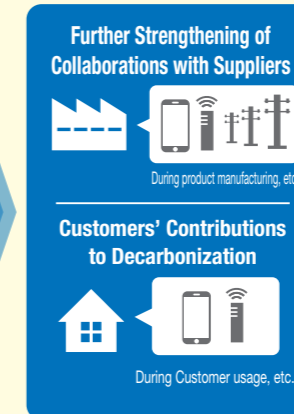 Further Strengthening of
Collaborations with Suppliers
During product manufacturing, etc
Customers’ Contributions
to Decarbonization
During Customer usage, etc.